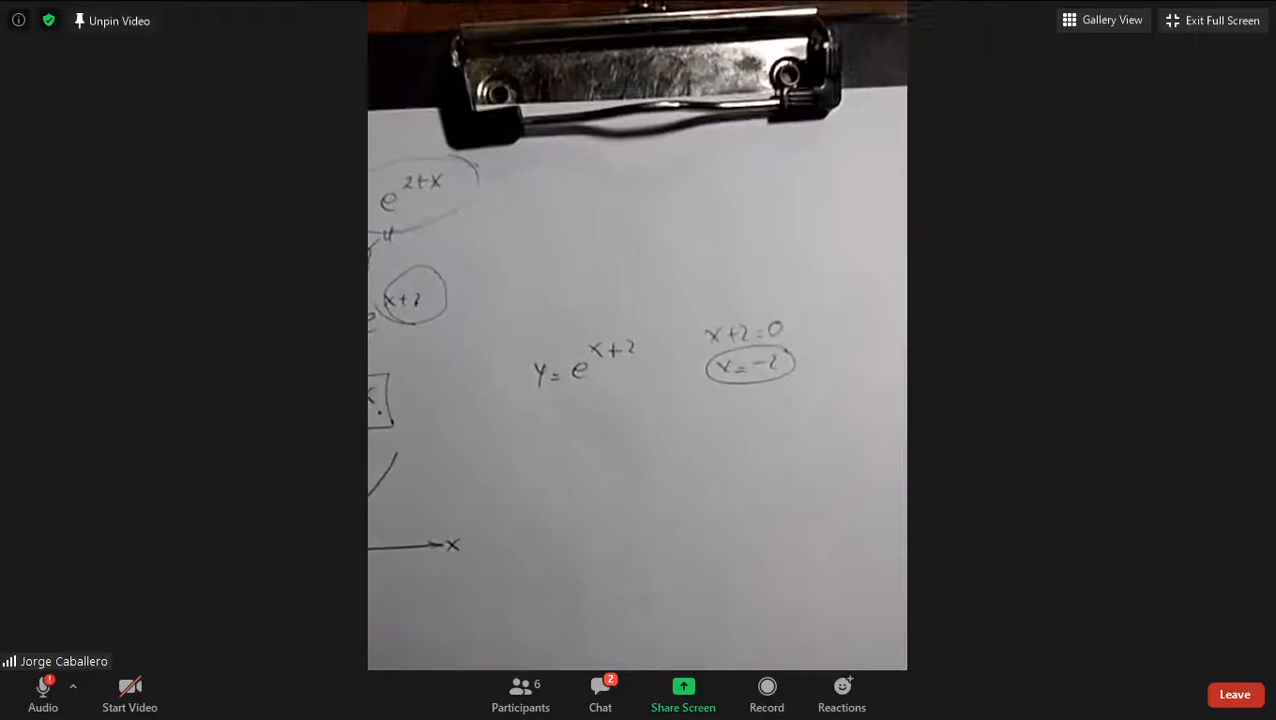 Unpin Video
Gallery View
Exit Full Screen
e^{2+x}
x+2
y=e^{x+2}
x+2=0
x=-2
x
Jorge Caballero
Audio
Start Video
6
Participants
2
Chat
Share Screen
Record
Reactions
Leave